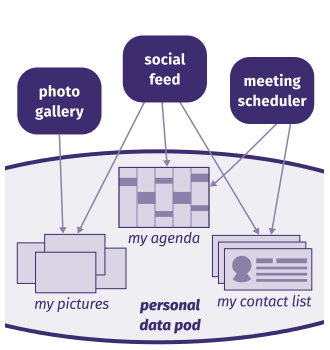 social
feed
photo
gallery
meeting
scheduler
my agenda
my pictures
my contact list
personal
data pod